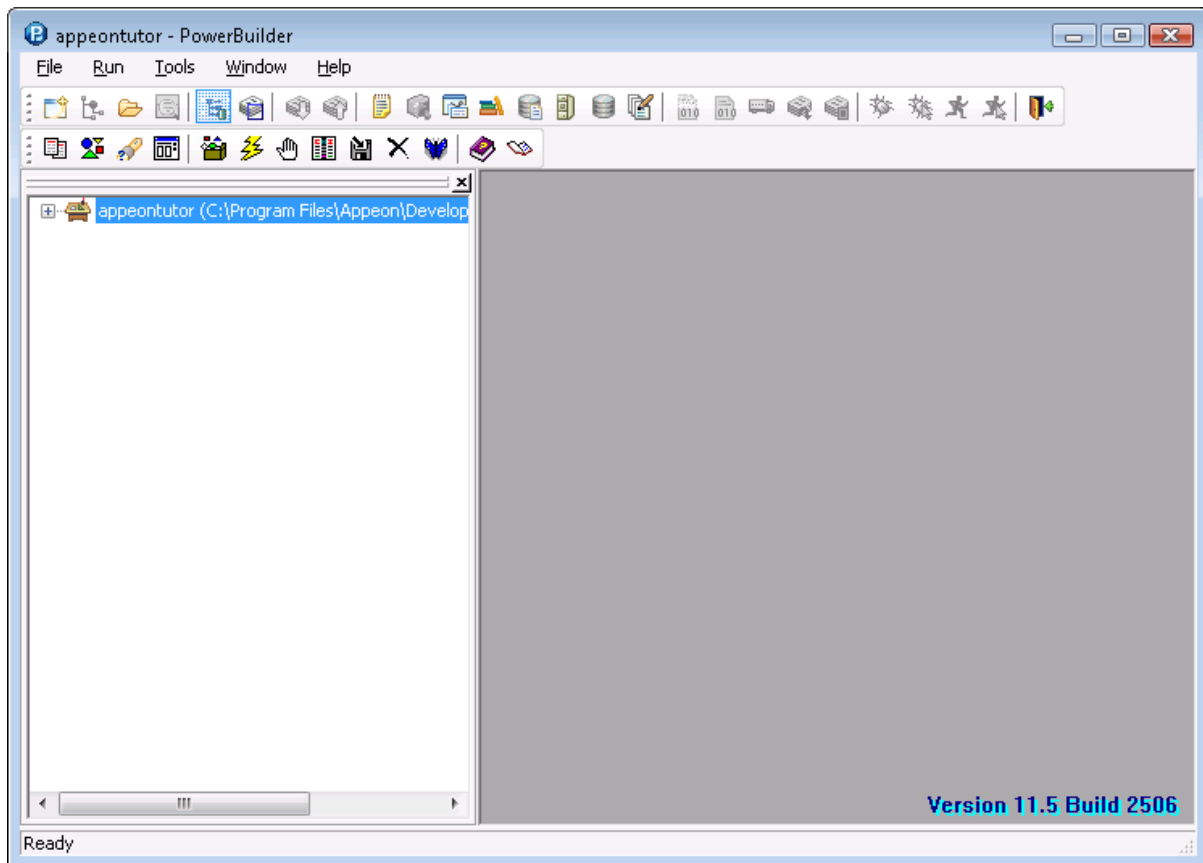 appeontutor - PowerBuilder
File Run Tools Window Help
appeontutor (C:\Program Files\Appeon\Develop
Version 11.5 Build 2506
Ready